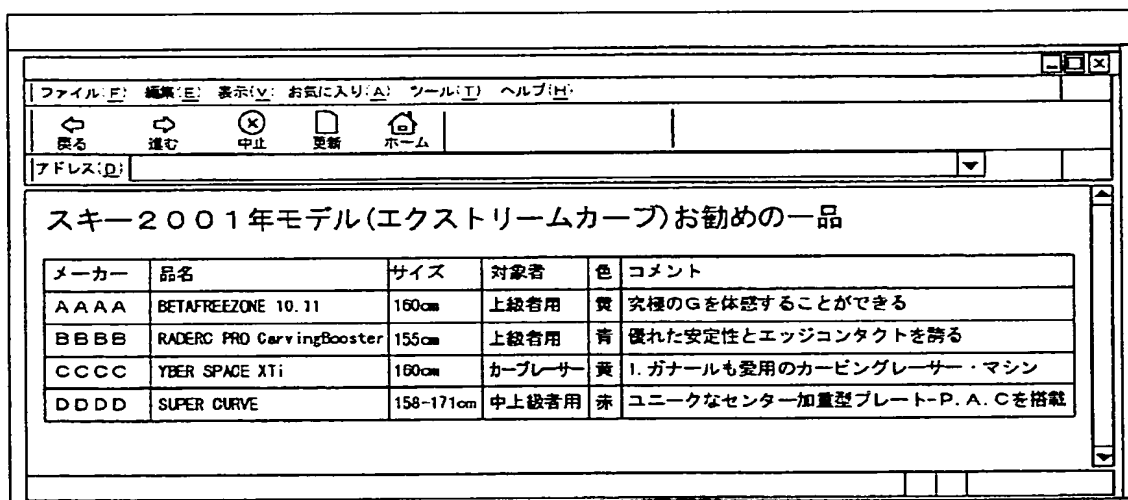 ファイル(F) 編集(E) 表示(V) お気に入り(A) ツール(T) ヘルプ(H)
戻る 進む 中止 更新 ホーム
アドレス(D)
スキー2001年モデル(エクストリームカーブ)お勧めの一品
メーカー 品名 サイズ 対象者 色 コメント
AAAA BETAFREEZONE 10.11 160cm 上級者用 黄 究極のGを体感することができる
BBBB RADERC PRO CarvingBooster 155cm 上級者用 青 優れた安定性とエッジコンタクトを誇る
CCCC YBER SPACE XTi 160cm カーブレーサー 黄 1.ガナールも愛用のカービングレーサー・マシン
DDDD SUPER CURVE 158-171cm 中上級者用 赤 ユニークなセンター加重型プレート-P.A.Cを搭載